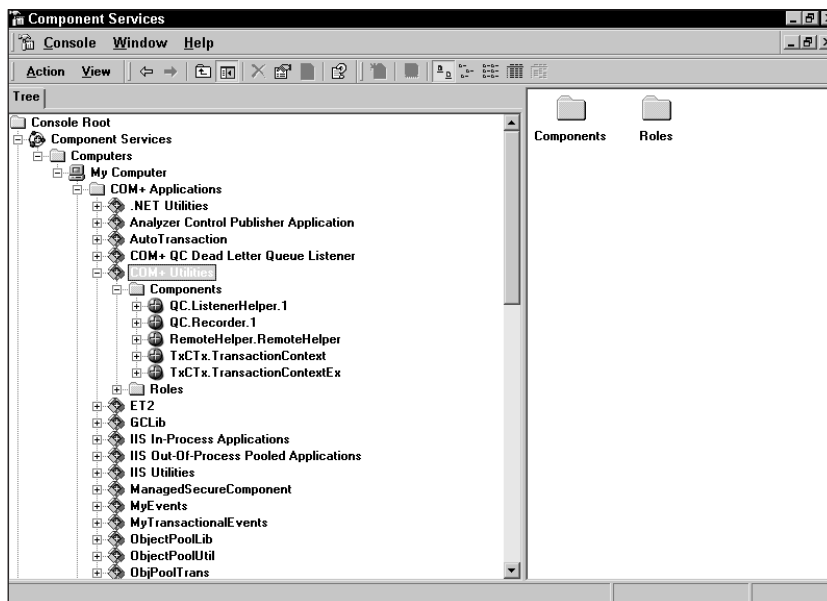 Component Services
Console Window Help
Action View
Tree
Console Root
Component Services
Computers
My Computer
COM+ Applications
.NET Utilities
Analyzer Control Publisher Application
AutoTransaction
COM+ QC Dead Letter Queue Listener
COM+ Utilities
Components
QC.ListenerHelper.1
QC.Recorder.1
RemoteHelper.RemoteHelper
TxCTx.TransactionContext
TxCTx.TransactionContextEx
Roles
ET2
GCLib
IIS In-Process Applications
IIS Out-Of-Process Pooled Applications
IIS Utilities
ManagedSecureComponent
MyEvents
MyTransactionalEvents
ObjectPoolLib
ObjectPoolUtil
ObjPoolTrans
Components Roles